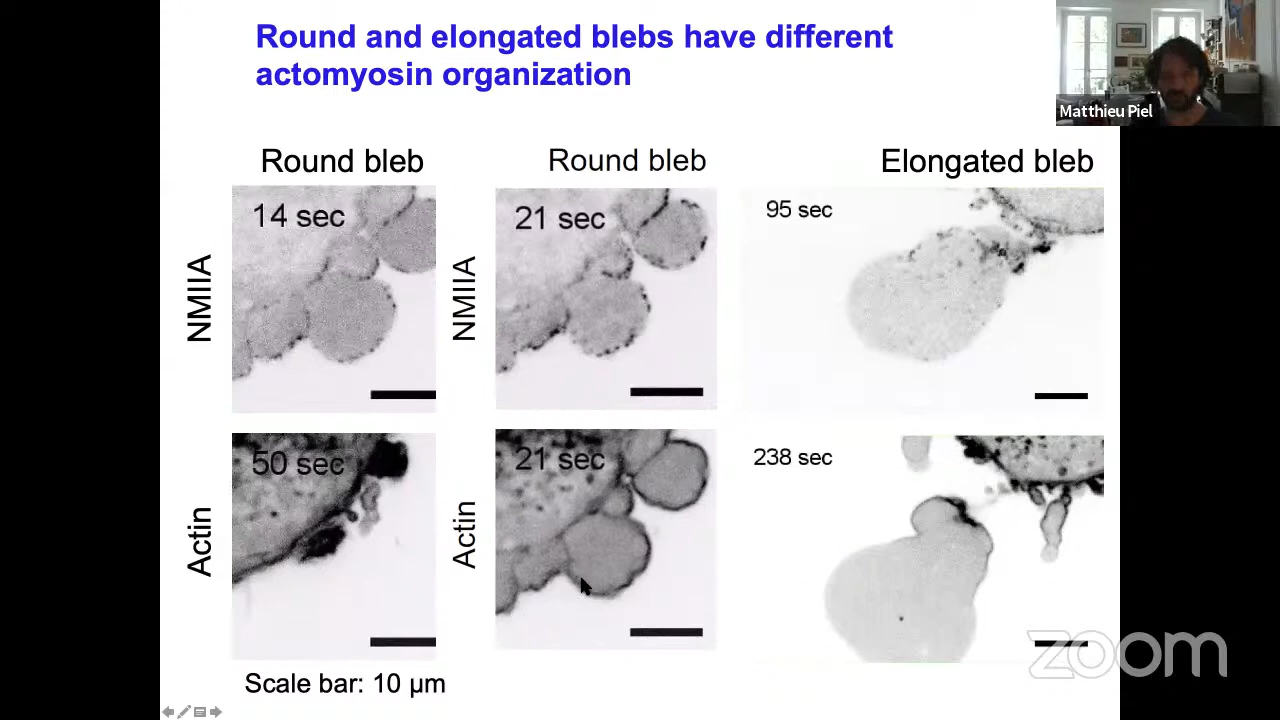 Round and elongated blebs have different
actomyosin organization
Matthieu Piel
Round bleb
Round bleb
Elongated bleb
NMIIA
14 sec
NMIIA
21 sec
95 sec
Actin
50 sec
Actin
21 sec
238 sec
Scale bar: 10 µm
zoom